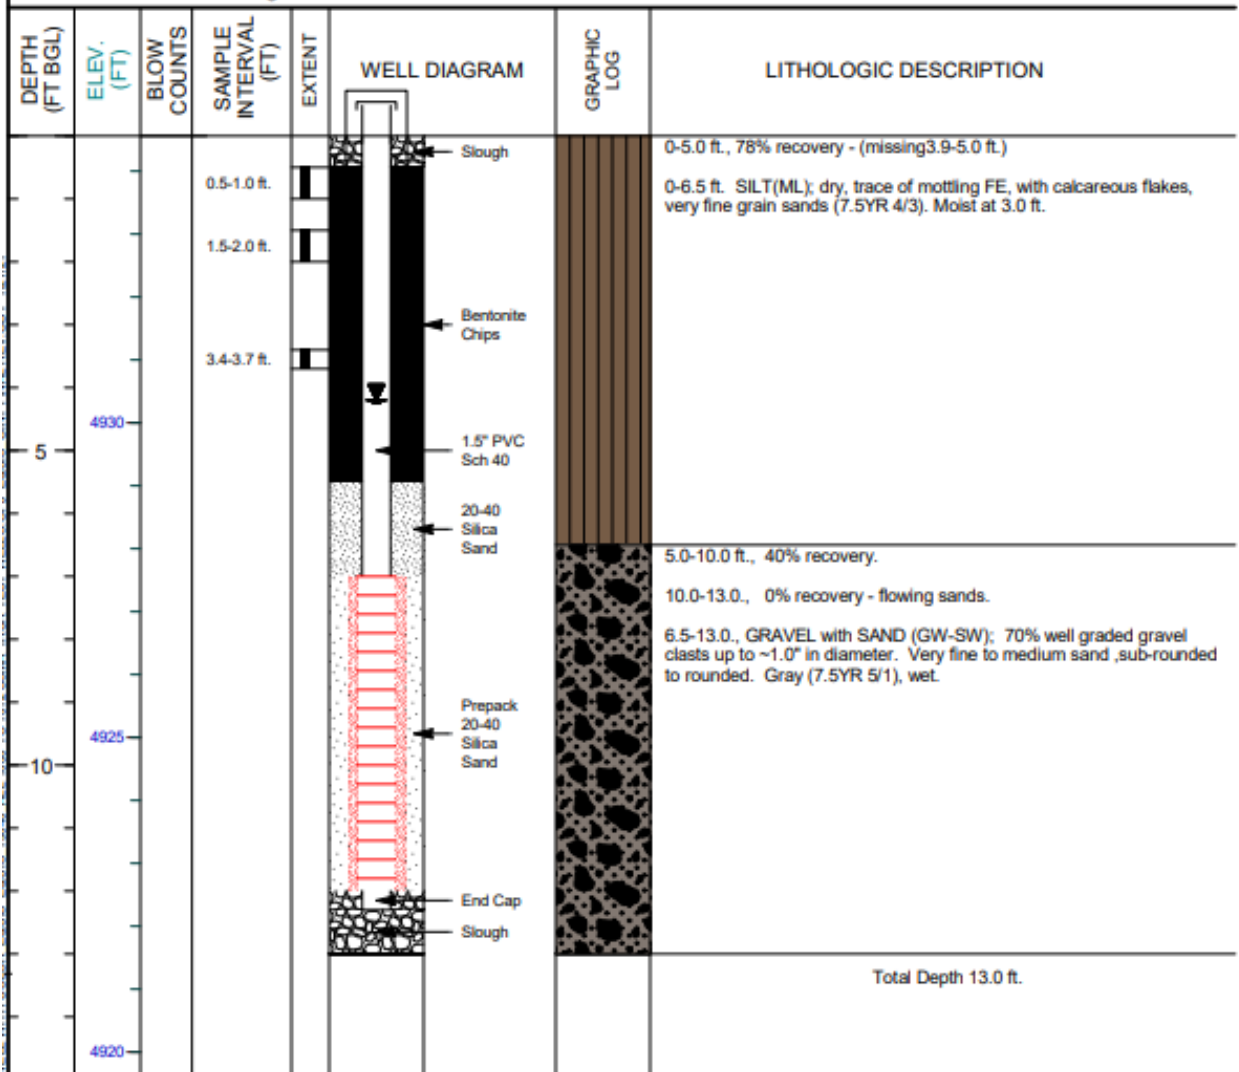 DEPTH
(FT BGL)
ELEV.
(FT)
BLOW
COUNTS
SAMPLE
INTERVAL
(FT)
EXTENT
WELL DIAGRAM
GRAPHIC
LOG
LITHOLOGIC DESCRIPTION
Slough
0-5.0 ft., 78% recovery - (missing3.9-5.0 ft.)
0.5-1.0 ft.
0-6.5 ft. SILT(ML); dry, trace of mottling FE, with calcareous flakes,
very fine grain sands (7.5YR 4/3). Moist at 3.0 ft.
1.5-2.0 ft.
Bentonite
Chips
3.4-3.7 ft.
4930
5
1.5" PVC
Sch 40
20-40
Silica
Sand
5.0-10.0 ft., 40% recovery.
10.0-13.0., 0% recovery - flowing sands.
6.5-13.0., GRAVEL with SAND (GW-SW); 70% well graded gravel
clasts up to ~1.0" in diameter. Very fine to medium sand ,sub-rounded
to rounded. Gray (7.5YR 5/1), wet.
Prepack
20-40
Silica
Sand
4925
10
End Cap
Slough
Total Depth 13.0 ft.
4920